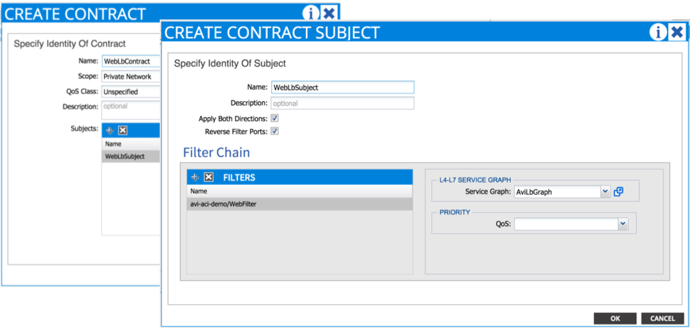 CREATE CONTRACT
Specify Identity Of Contract
Name: WebLbContract
Scope: Private Network
QoS Class: Unspecified
Description: optional
Subjects:
Name
WebLbSubject
CREATE CONTRACT SUBJECT
Specify Identity Of Subject
Name: WebLbSubject
Description: optional
Apply Both Directions:
Reverse Filter Ports:
Filter Chain
FILTERS
Name
avi-aci-demo/WebFilter
L4-L7 SERVICE GRAPH
Service Graph: AviLbGraph
PRIORITY
QoS:
OK CANCEL